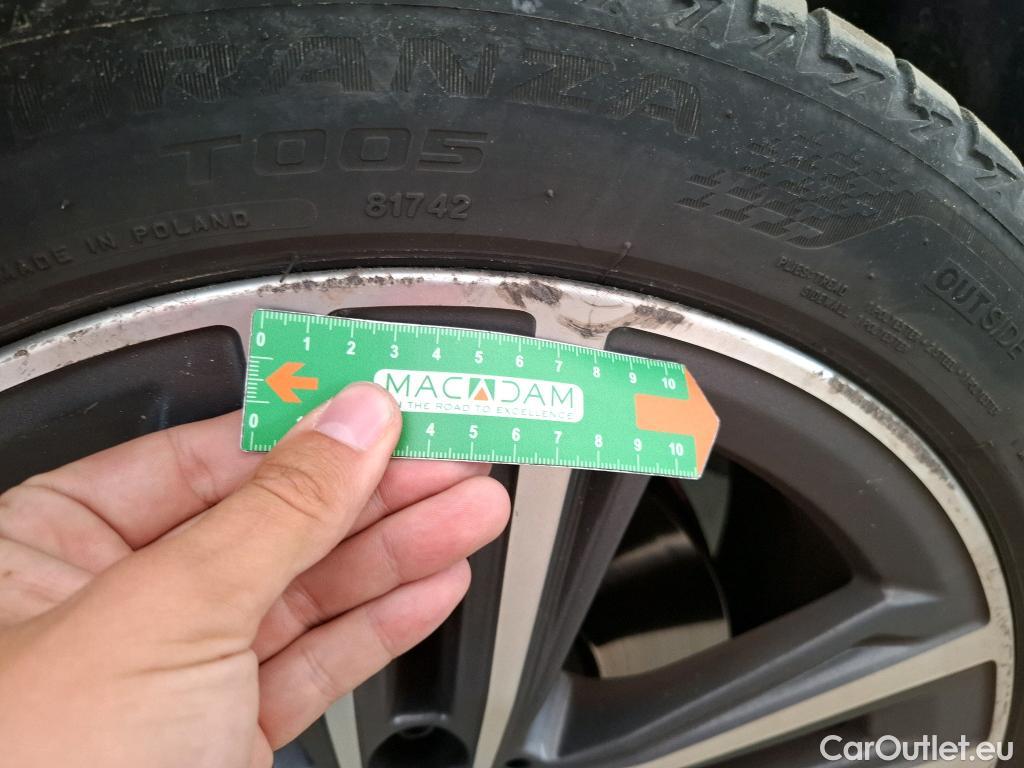 TURANZA
T005
81742
MADE IN POLAND
OUTSIDE
0 1 2 3 4 5 6 7 8 9 10
MACADAM
N THE ROAD TO EXCELLENCE
0 1 4 5 6 7 8 9 10
CarOutlet.eu